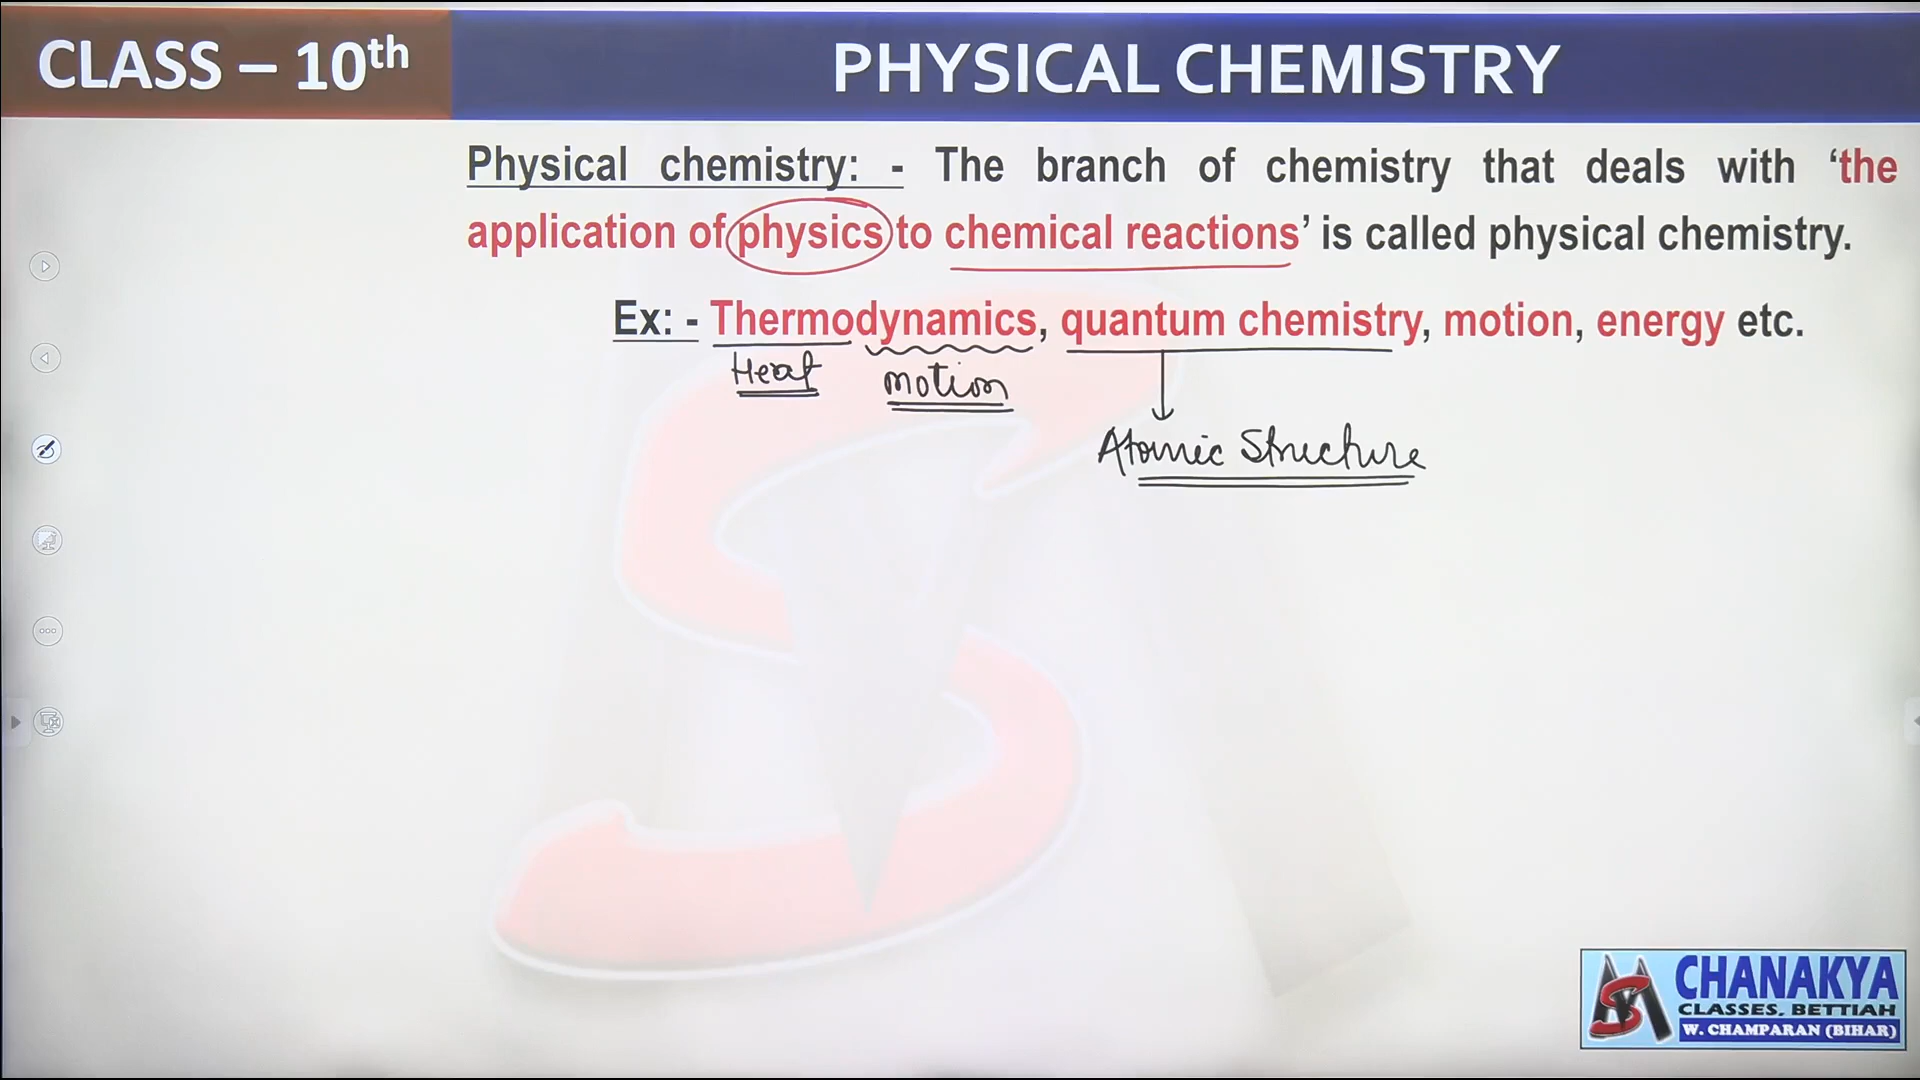 CLASS – 10th
PHYSICAL CHEMISTRY
Physical chemistry: - The branch of chemistry that deals with ‘the
application of physics to chemical reactions’ is called physical chemistry.
Ex: - Thermodynamics, quantum chemistry, motion, energy etc.
Heat
motion
Atomic Structure
CHANAKYA
CLASSES, BETTIAH
W. CHAMPARAN (BIHAR)